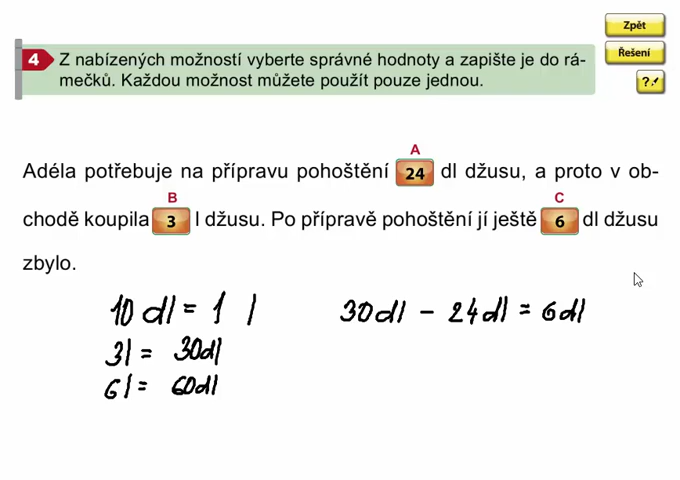 Zpět
Řešení
?
4 Z nabízených možností vyberte správné hodnoty a zapište je do rá-
mečků. Každou možnost můžete použít pouze jednou.
A
Adéla potřebuje na přípravu pohoštění 24 dl džusu, a proto v ob-
B C
chodě koupila 3 l džusu. Po přípravě pohoštění jí ještě 6 dl džusu
zbylo.
10 dl = 1 l
30dl - 24dl = 6dl
3l = 30dl
6l = 60dl